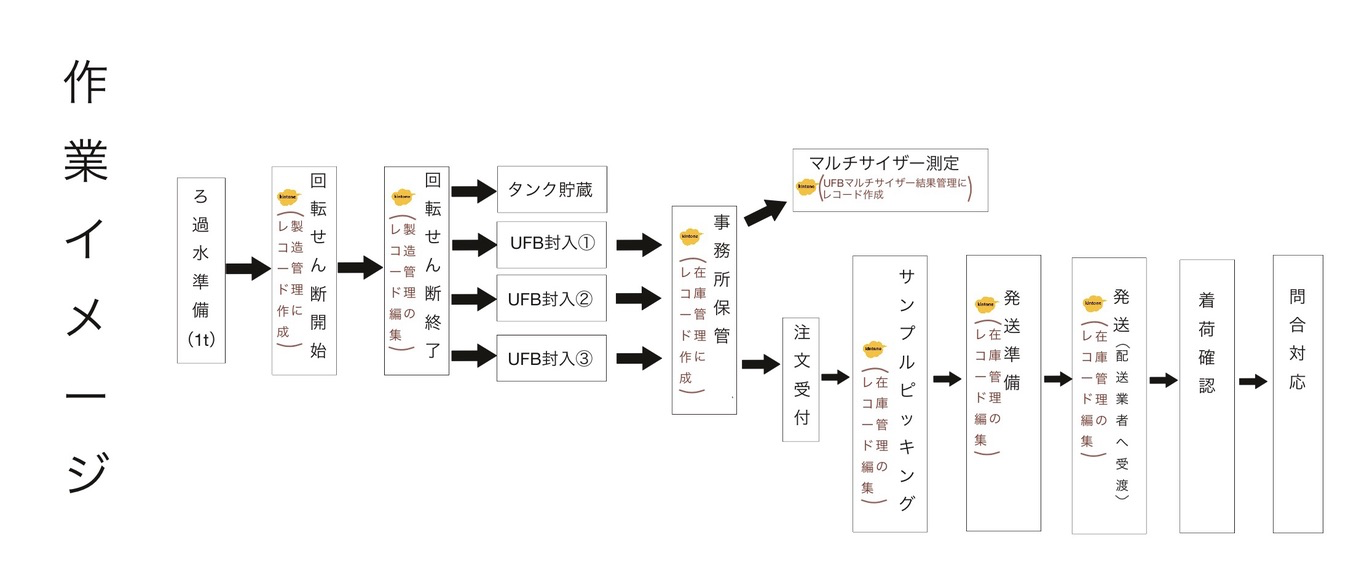 作業イメージ
ろ過水準備(1t)
回転せん断開始
kintone
(製造管理に
レコード作成)
回転せん断終了
kintone
(製造管理の
レコード編集)
タンク貯蔵
UFB封入①
UFB封入②
UFB封入③
事務所保管
kintone
(在庫管理に
レコード作成)
マルチサイザー測定
kintone
(UFBマルチサイザー結果管理に
レコード作成)
注文受付
サンプルピッキング
kintone
(在庫管理の
レコード編集)
発送準備
kintone
(在庫管理の
レコード編集)
発送(配送業者へ受渡)
kintone
(在庫管理の
レコード編集)
着荷確認
問合対応